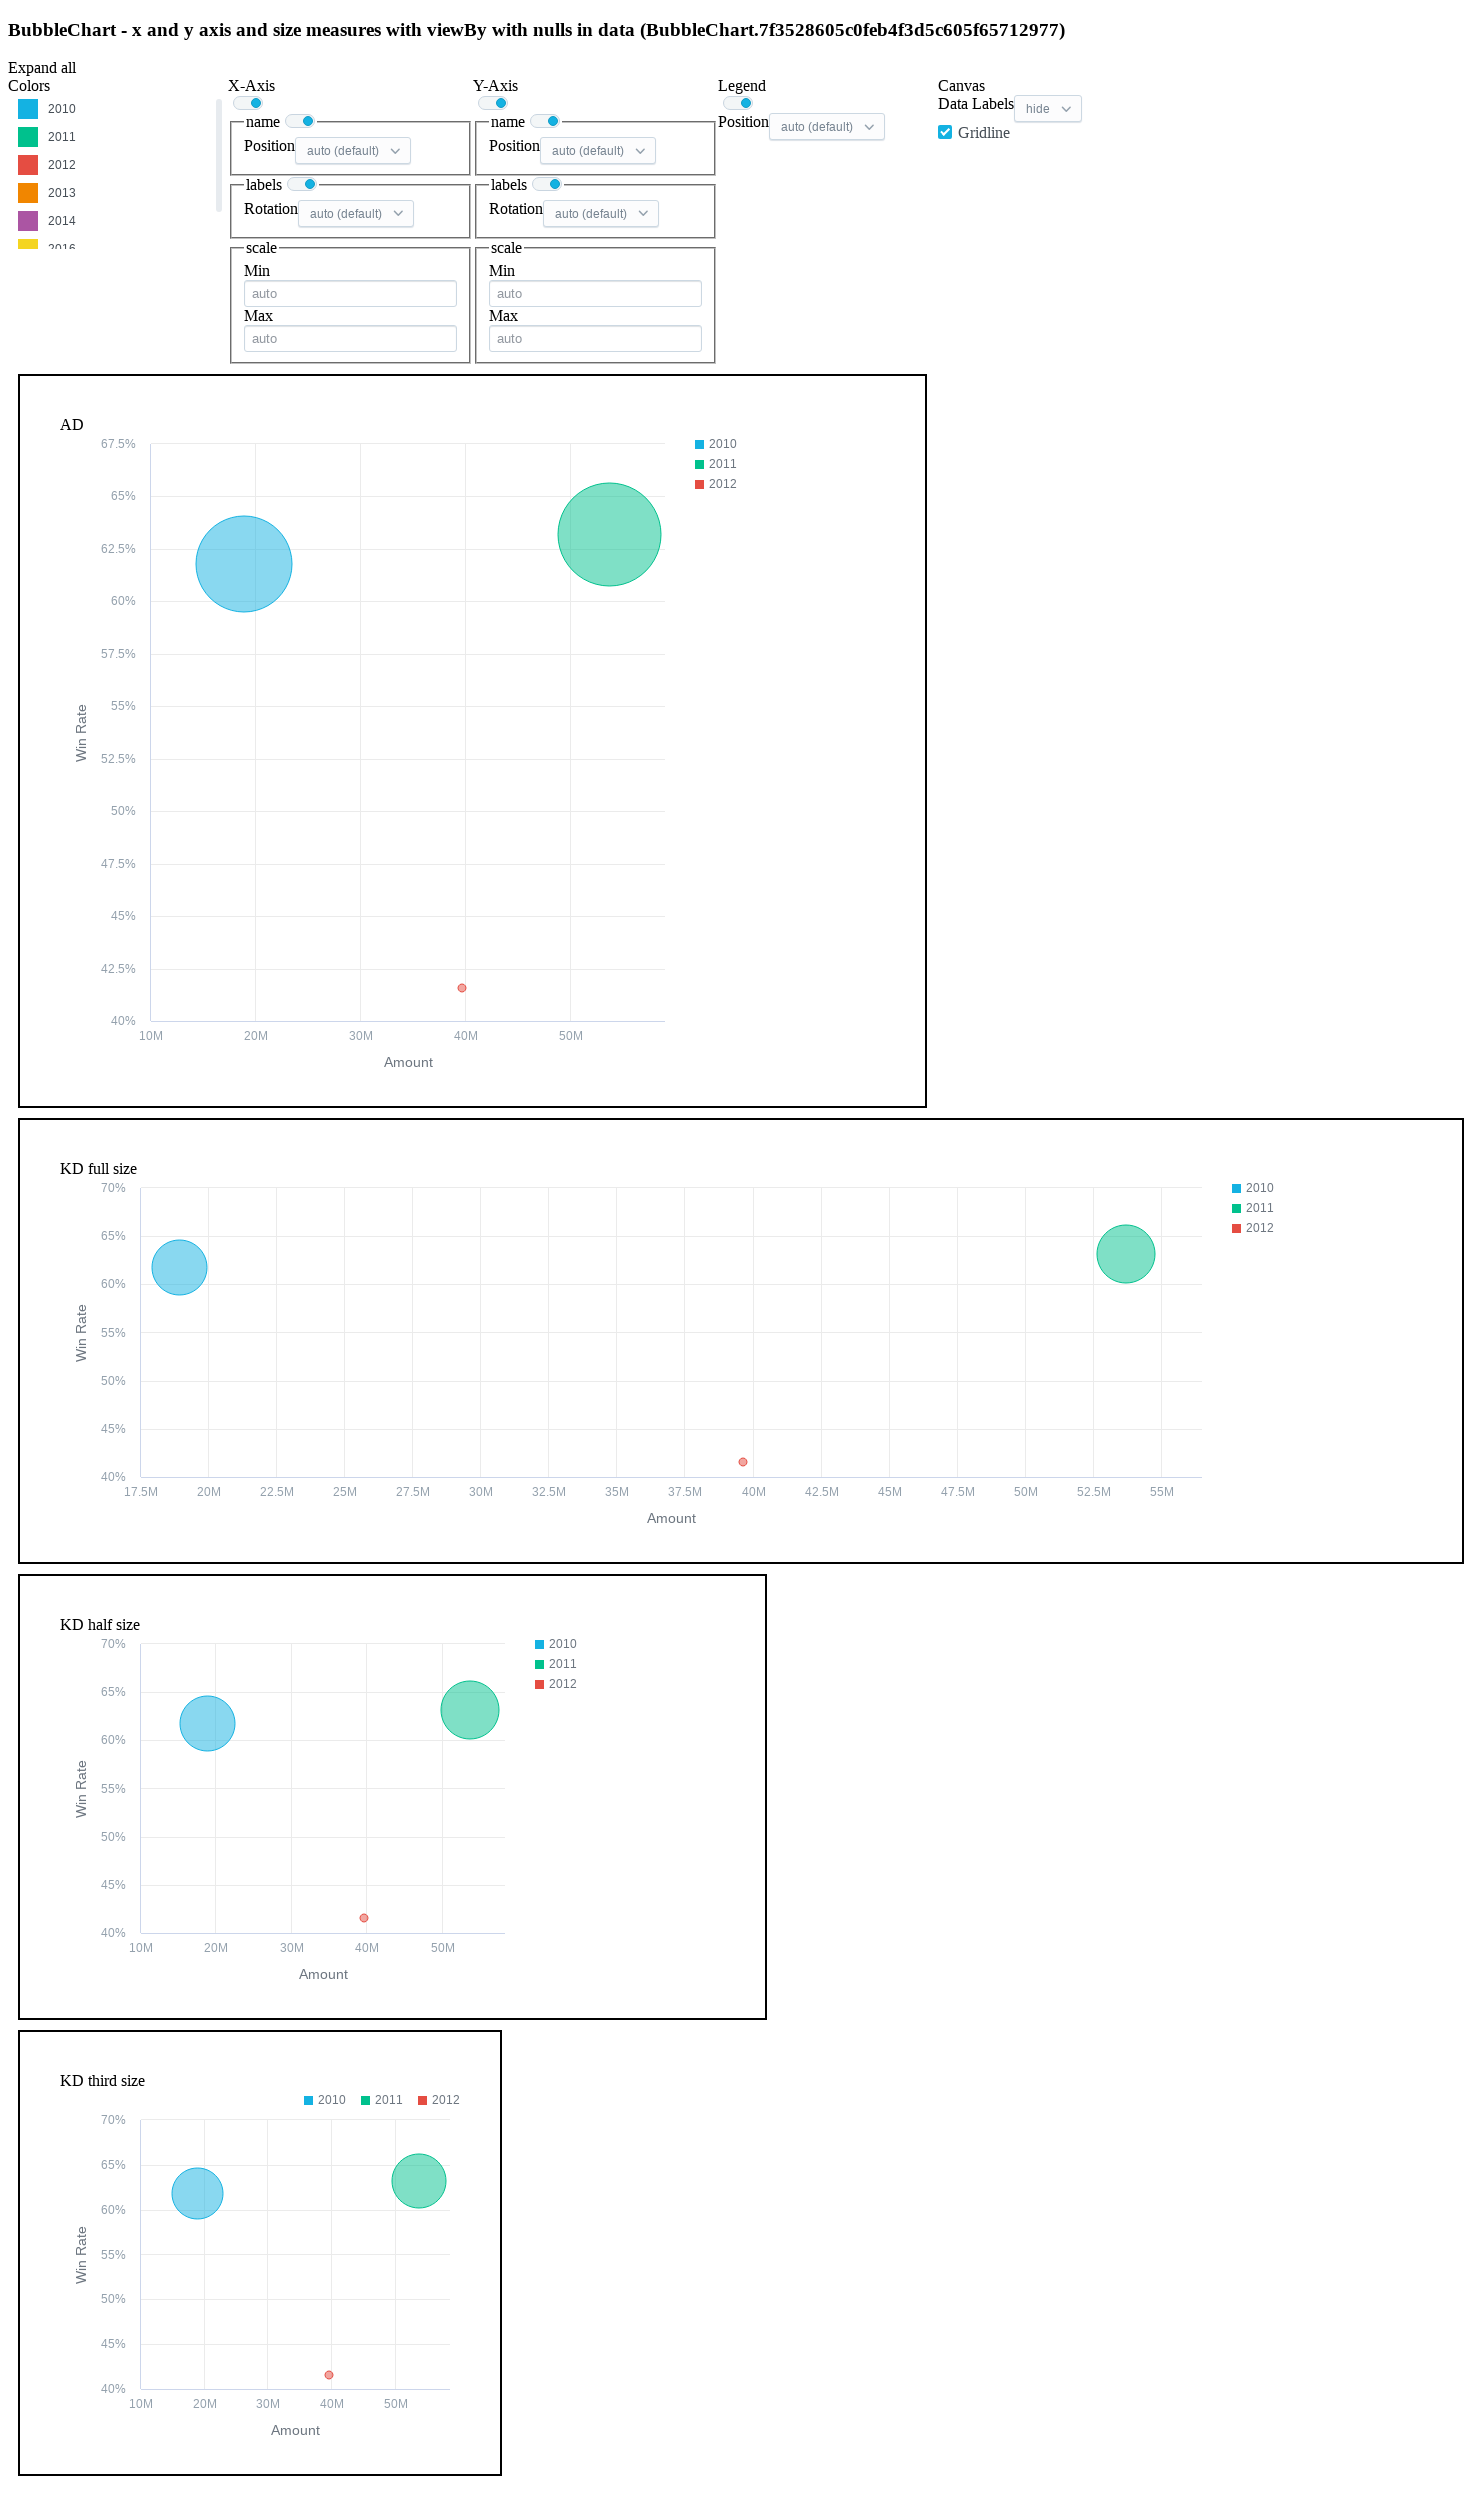 BubbleChart - x and y axis and size measures with viewBy with nulls in data (BubbleChart.7f3528605c0feb4f3d5c605f65712977)
Expand all
Colors
2010
2011
2012
2013
2014
2016
X-Axis
name
Position auto (default)
labels
Rotation auto (default)
scale
Min
auto
Max
auto
Y-Axis
name
Position auto (default)
labels
Rotation auto (default)
scale
Min
auto
Max
auto
Legend
Position auto (default)
Canvas
Data Labels hide
Gridline
AD
67.5%
65%
62.5%
60%
57.5%
55%
52.5%
50%
47.5%
45%
42.5%
40%
Win Rate
10M 20M 30M 40M 50M
Amount
2010
2011
2012
KD full size
70%
65%
60%
55%
50%
45%
40%
Win Rate
17.5M 20M 22.5M 25M 27.5M 30M 32.5M 35M 37.5M 40M 42.5M 45M 47.5M 50M 52.5M 55M
Amount
2010
2011
2012
KD half size
70%
65%
60%
55%
50%
45%
40%
Win Rate
10M 20M 30M 40M 50M
Amount
2010
2011
2012
KD third size
2010 2011 2012
70%
65%
60%
55%
50%
45%
40%
Win Rate
10M 20M 30M 40M 50M
Amount